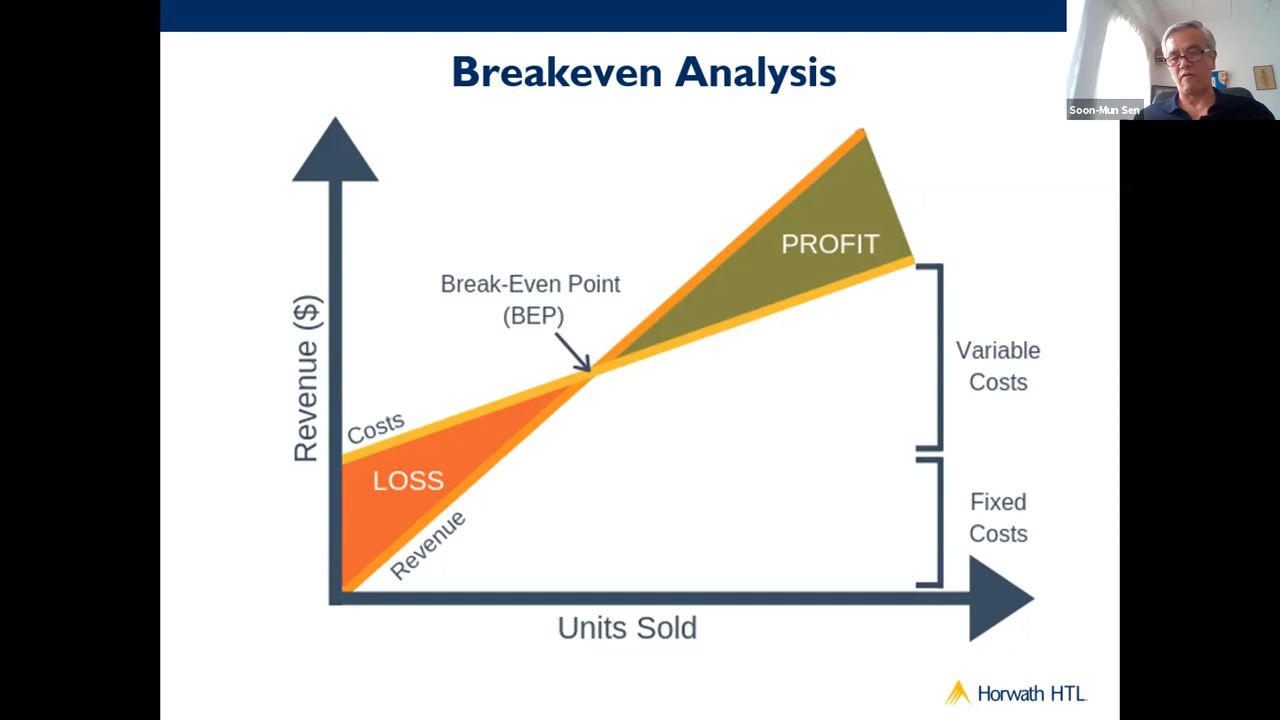 Breakeven Analysis
Soon-Mun Sen
PROFIT
Break-Even Point
(BEP)
Revenue ($)
Variable
Costs
Costs
LOSS
Revenue
Fixed
Costs
Units Sold
Horwath HTL.